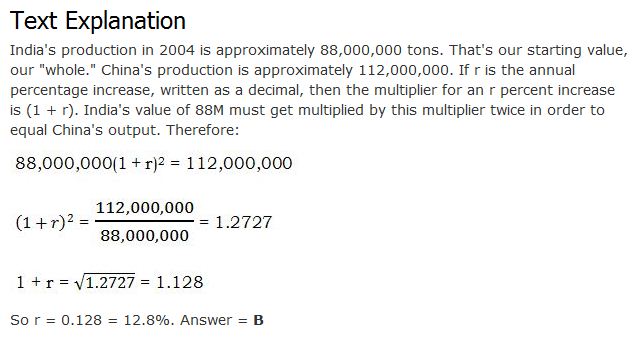 Text Explanation
India's production in 2004 is approximately 88,000,000 tons. That's our starting value,
our "whole." China's production is approximately 112,000,000. If r is the annual
percentage increase, written as a decimal, then the multiplier for an r percent increase
is (1 + r). India's value of 88M must get multiplied by this multiplier twice in order to
equal China's output. Therefore:
88,000,000(1 + r)² = 112,000,000
(1 + r)² = 112,000,000 / 88,000,000 = 1.2727
1 + r = √1.2727 = 1.128
So r = 0.128 = 12.8%. Answer = B